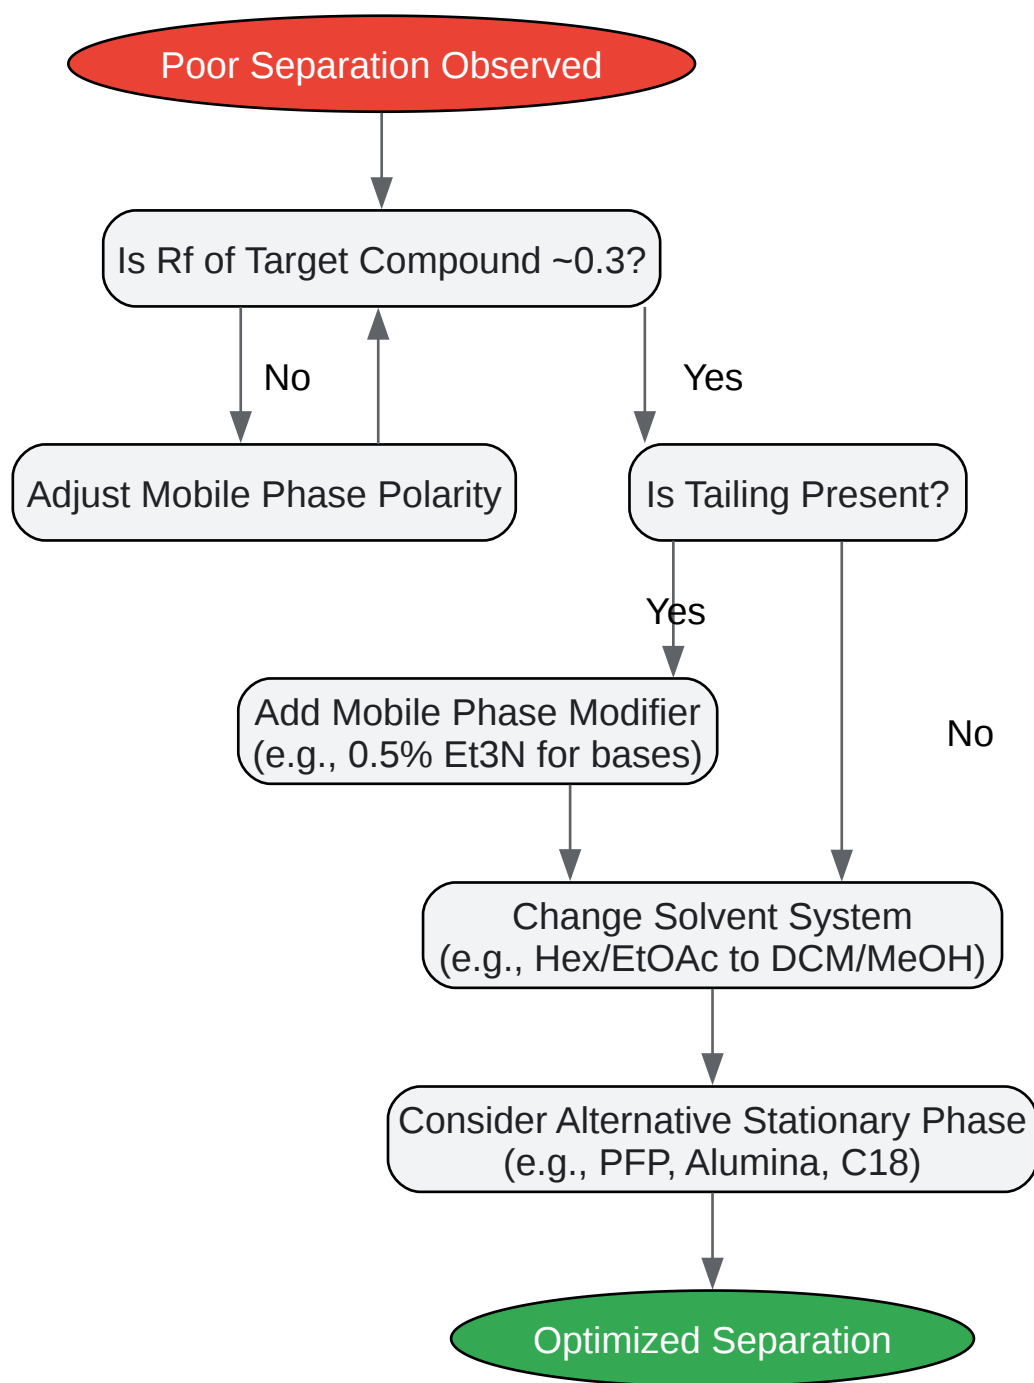 Poor Separation Observed
Is Rf of Target Compound ~0.3?
No
Yes
Adjust Mobile Phase Polarity
Is Tailing Present?
Yes
Add Mobile Phase Modifier
(e.g., 0.5% Et3N for bases)
No
Change Solvent System
(e.g., Hex/EtOAc to DCM/MeOH)
Consider Alternative Stationary Phase
(e.g., PFP, Alumina, C18)
Optimized Separation